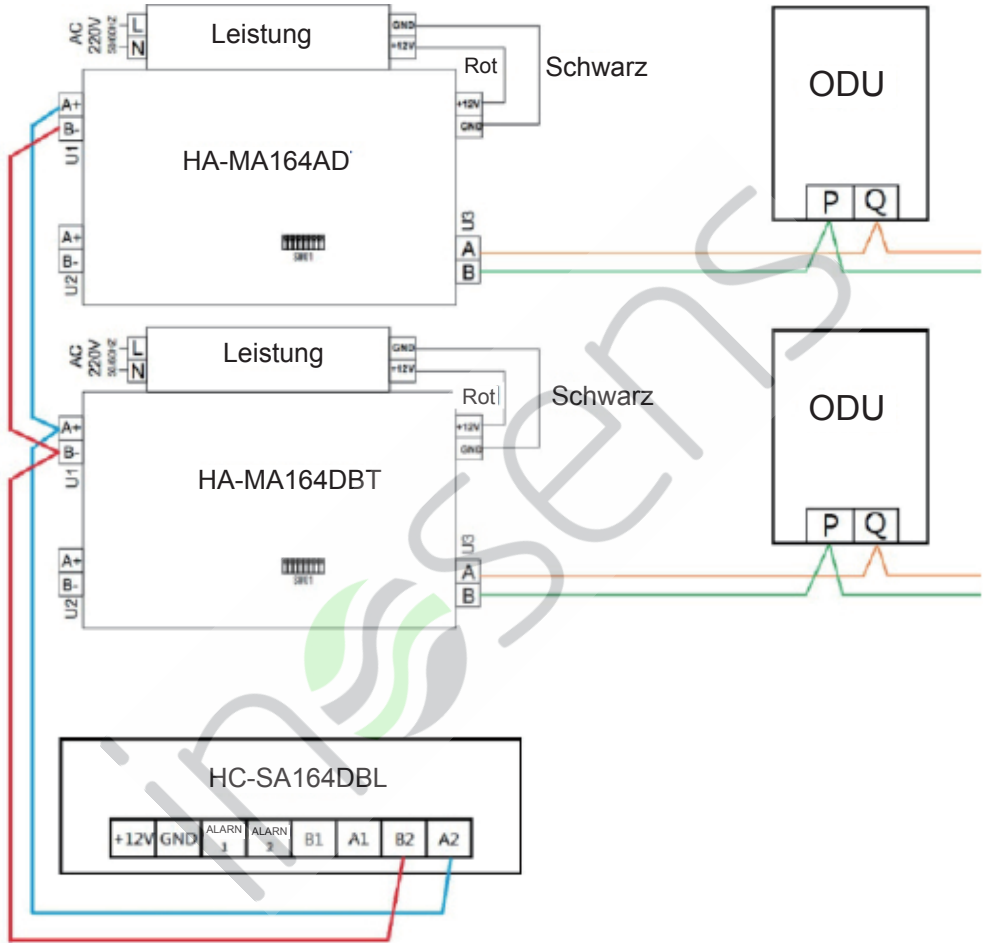 AC
220V
50/60HZ
L
N
Leistung
GND
+12V
Rot
Schwarz
A+
B-
U1
HA-MA164AD
+12V
GND
A+
B-
U2
U3
A
B
ODU
P Q
AC
220V
50/60HZ
L
N
Leistung
GND
+12V
Rot
Schwarz
A+
B-
U1
HA-MA164DBT
+12V
GND
A+
B-
U2
U3
A
B
ODU
P Q
HC-SA164DBL
+12V GND ALARN 1 ALARN 2 B1 A1 B2 A2
insens